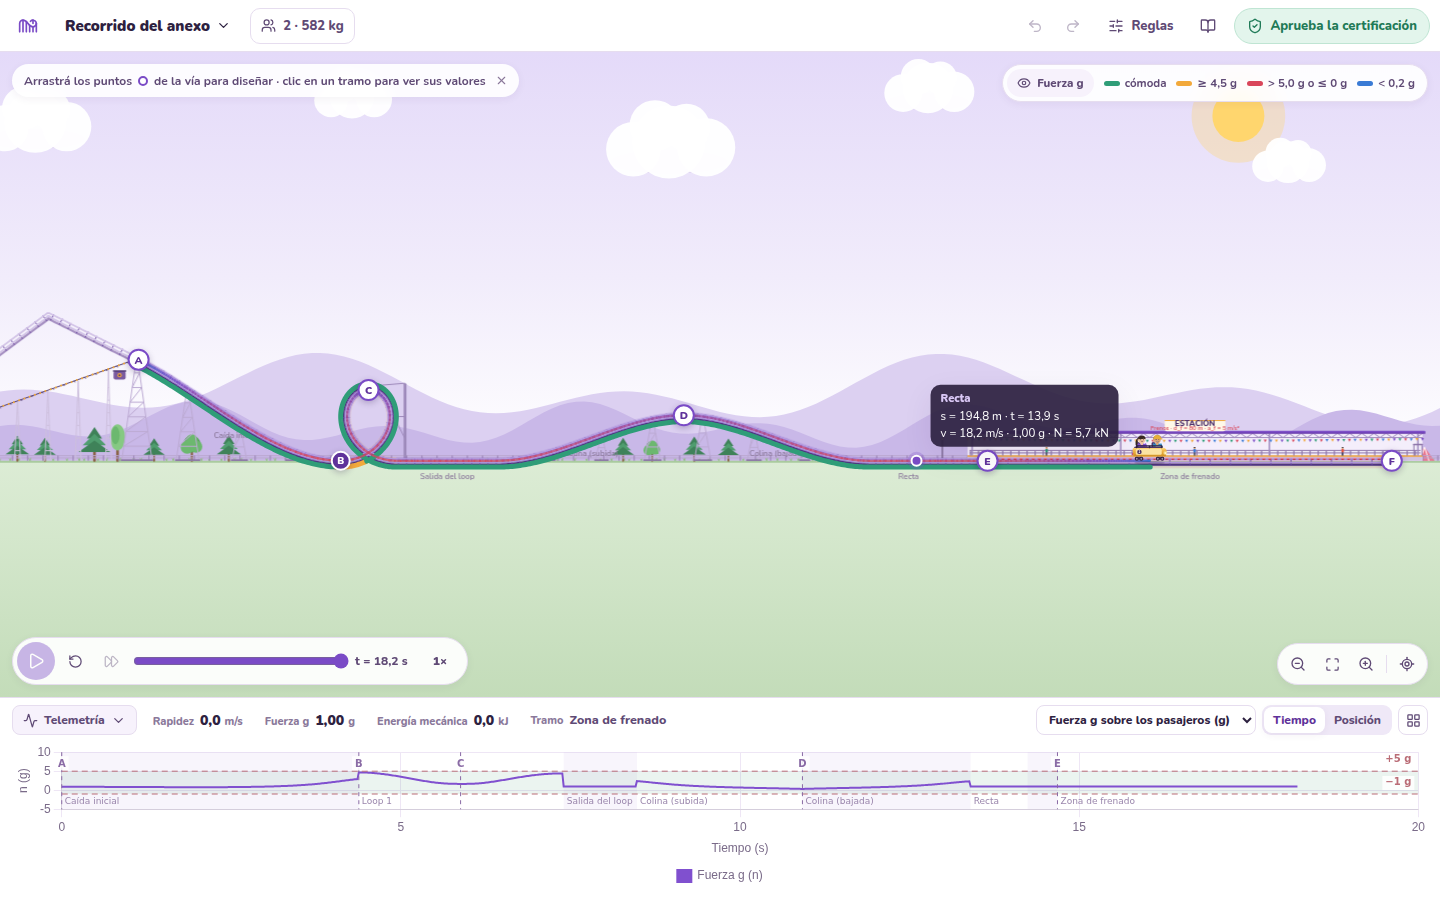 Recorrido del anexo
2 · 582 kg
Reglas
Aprueba la certificación
Arrastrá los puntos de la vía para diseñar · clic en un tramo para ver sus valores
Fuerza g
cómoda
≥ 4,5 g
> 5,0 g o ≤ 0 g
< 0,2 g
A
C
D
B
E
F
Recta
s = 194,8 m · t = 13,9 s
v = 18,2 m/s · 1,00 g · N = 5,7 kN
ESTACIÓN
Salida del loop
Recta
Zona de frenado
t = 18,2 s
1×
Telemetría
Rapidez 0,0 m/s
Fuerza g 1,00 g
Energía mecánica 0,0 kJ
Tramo Zona de frenado
Fuerza g sobre los pasajeros (g)
Tiempo
Posición
n (g)
10
5
0
-5
A
B
C
D
E
+5 g
−1 g
Caída inicial
Loop 1
Salida del loop
Colina (subida)
Colina (bajada)
Recta
Zona de frenado
0
5
10
15
20
Tiempo (s)
Fuerza g (n)